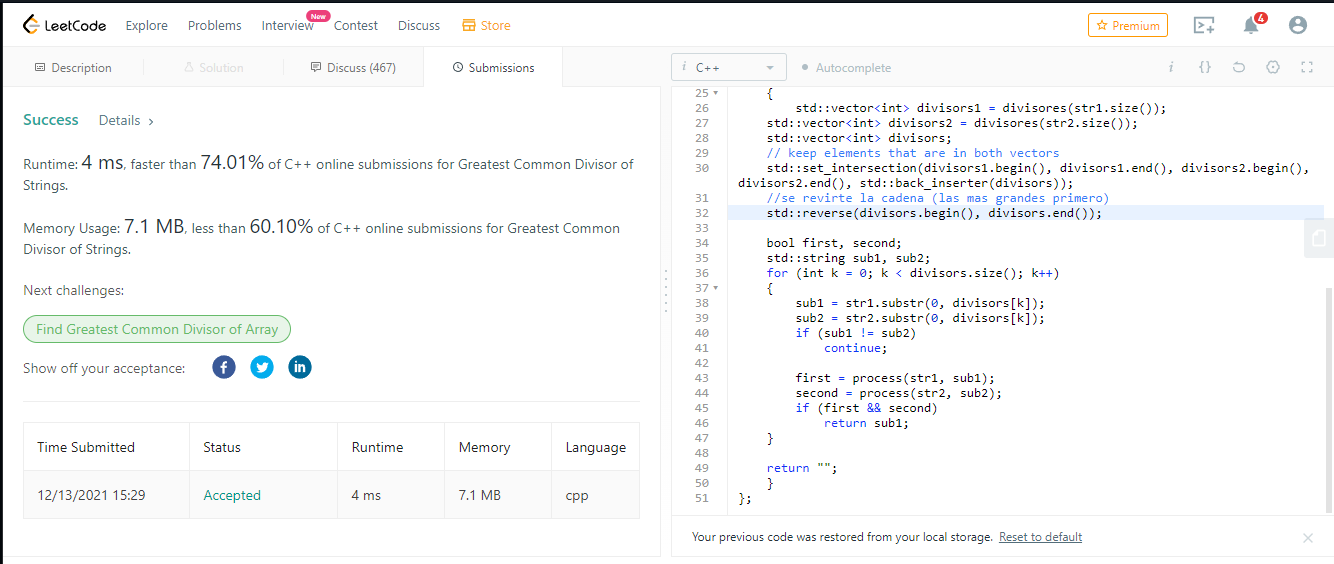 LeetCode Explore Problems Interview New Contest Discuss Store Premium 4
Description Solution Discuss (467) Submissions
Success Details >
Runtime: 4 ms, faster than 74.01% of C++ online submissions for Greatest Common Divisor of
Strings.
Memory Usage: 7.1 MB, less than 60.10% of C++ online submissions for Greatest Common
Divisor of Strings.
Next challenges:
Find Greatest Common Divisor of Array
Show off your acceptance:
Time Submitted Status Runtime Memory Language
12/13/2021 15:29 Accepted 4 ms 7.1 MB cpp
i C++ Autocomplete i {}
25 {
26 std::vector<int> divisors1 = divisores(str1.size());
27 std::vector<int> divisors2 = divisores(str2.size());
28 std::vector<int> divisors;
29 // keep elements that are in both vectors
30 std::set_intersection(divisors1.begin(), divisors1.end(), divisors2.begin(),
divisors2.end(), std::back_inserter(divisors));
31 //se revirte la cadena (las mas grandes primero)
32 std::reverse(divisors.begin(), divisors.end());
33
34 bool first, second;
35 std::string sub1, sub2;
36 for (int k = 0; k < divisors.size(); k++)
37 {
38 sub1 = str1.substr(0, divisors[k]);
39 sub2 = str2.substr(0, divisors[k]);
40 if (sub1 != sub2)
41 continue;
42
43 first = process(str1, sub1);
44 second = process(str2, sub2);
45 if (first && second)
46 return sub1;
47 }
48
49 return "";
50 }
51 };
Your previous code was restored from your local storage. Reset to default